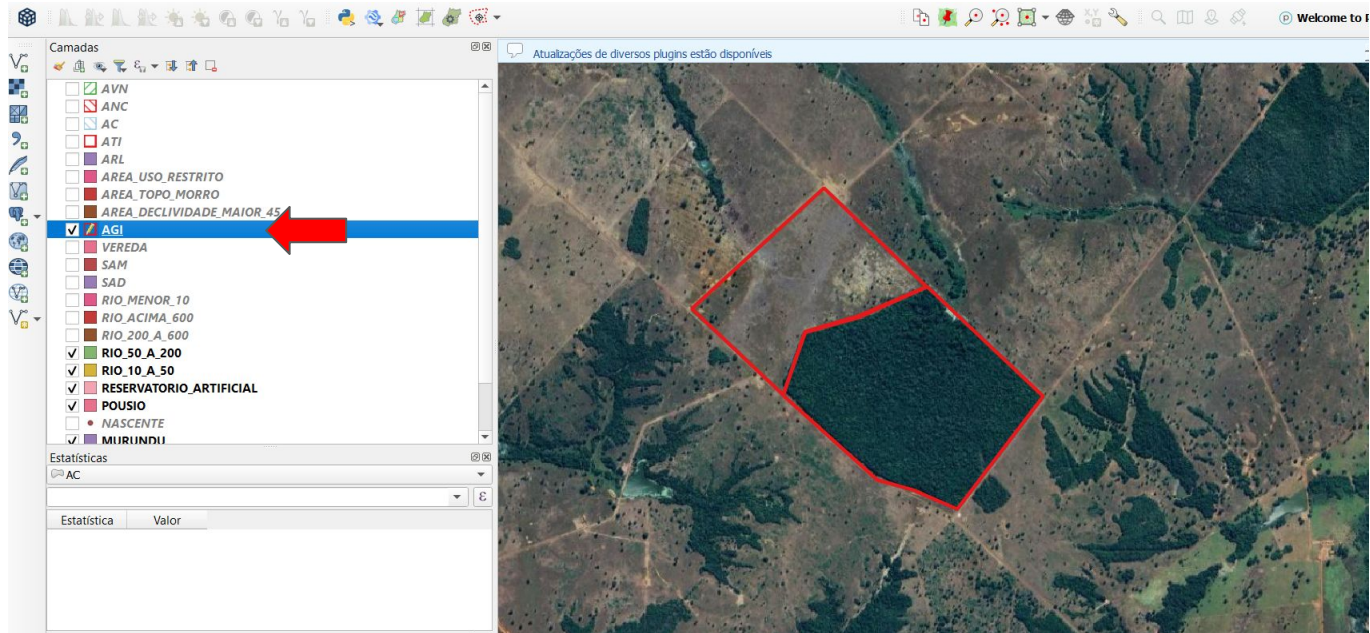 Welcome to
Camadas
Atualizações de diversos plugins estão disponíveis
AVN
ANC
AC
ATI
ARL
AREA_USO_RESTRITO
AREA_TOPO_MORRO
AREA_DECLIVIDADE_MAIOR_45
AGI
VEREDA
SAM
SAD
RIO_MENOR_10
RIO_ACIMA_600
RIO_200_A_600
RIO_50_A_200
RIO_10_A_50
RESERVATORIO_ARTIFICIAL
POUSIO
NASCENTE
MURUNDU
Estatísticas
AC
ε
Estatística Valor